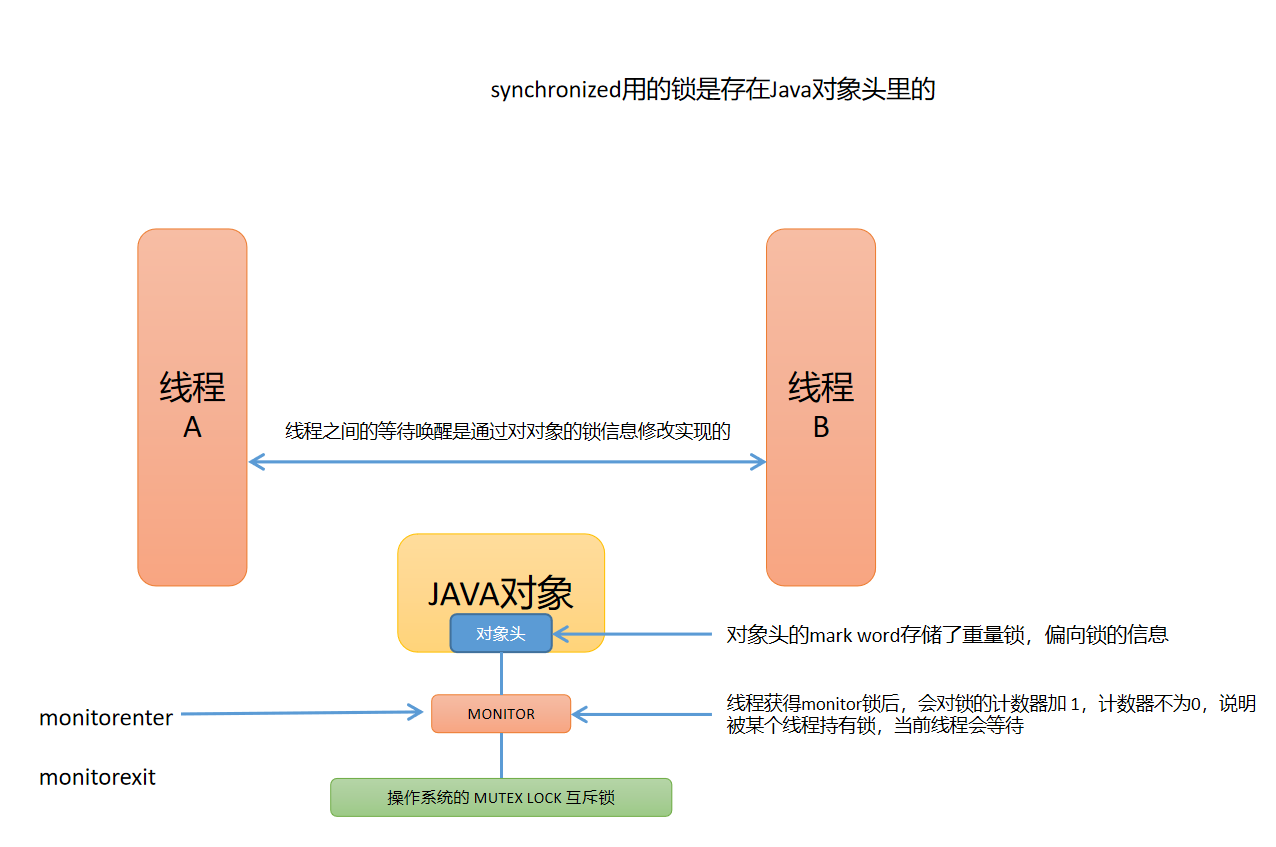 synchronized用的锁是存在Java对象头里的
线程
A
线程
B
线程之间的等待唤醒是通过对对象的锁信息修改实现的
JAVA对象
对象头
对象头的mark word存储了重量锁，偏向锁的信息
monitorenter
MONITOR
线程获得monitor锁后，会对锁的计数器加 1，计数器不为0，说明
被某个线程持有锁，当前线程会等待
monitorexit
操作系统的 MUTEX LOCK 互斥锁